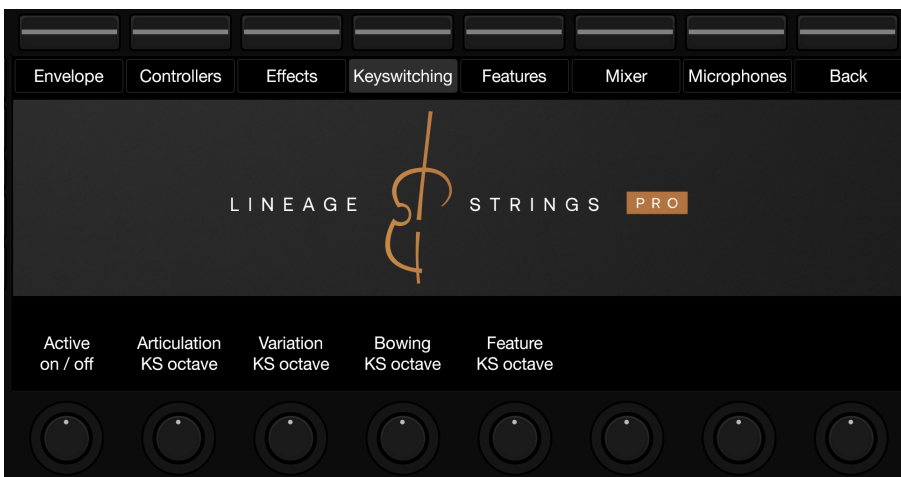 Envelope Controllers Effects Keyswitching Features Mixer Microphones Back
LINEAGE STRINGS PRO
Active Articulation Variation Bowing Feature
on / off KS octave KS octave KS octave KS octave